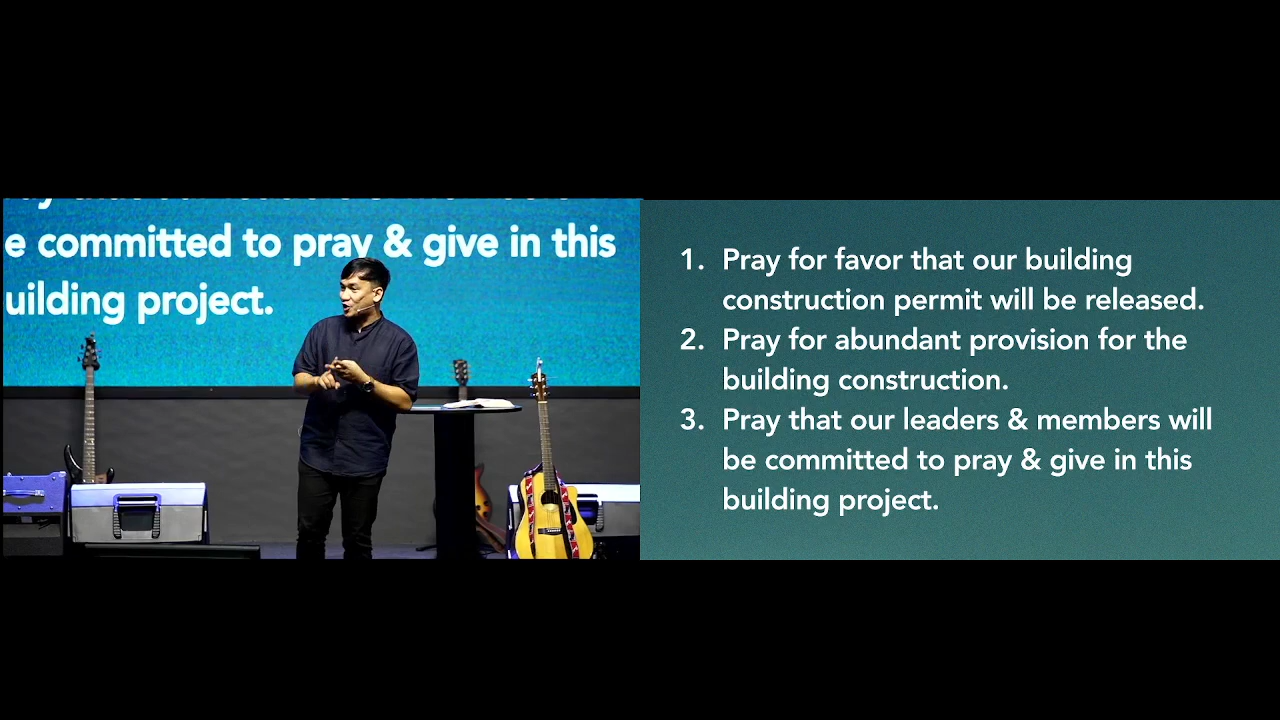 e committed to pray & give in this
uilding project.
1. Pray for favor that our building
construction permit will be released.
2. Pray for abundant provision for the
building construction.
3. Pray that our leaders & members will
be committed to pray & give in this
building project.